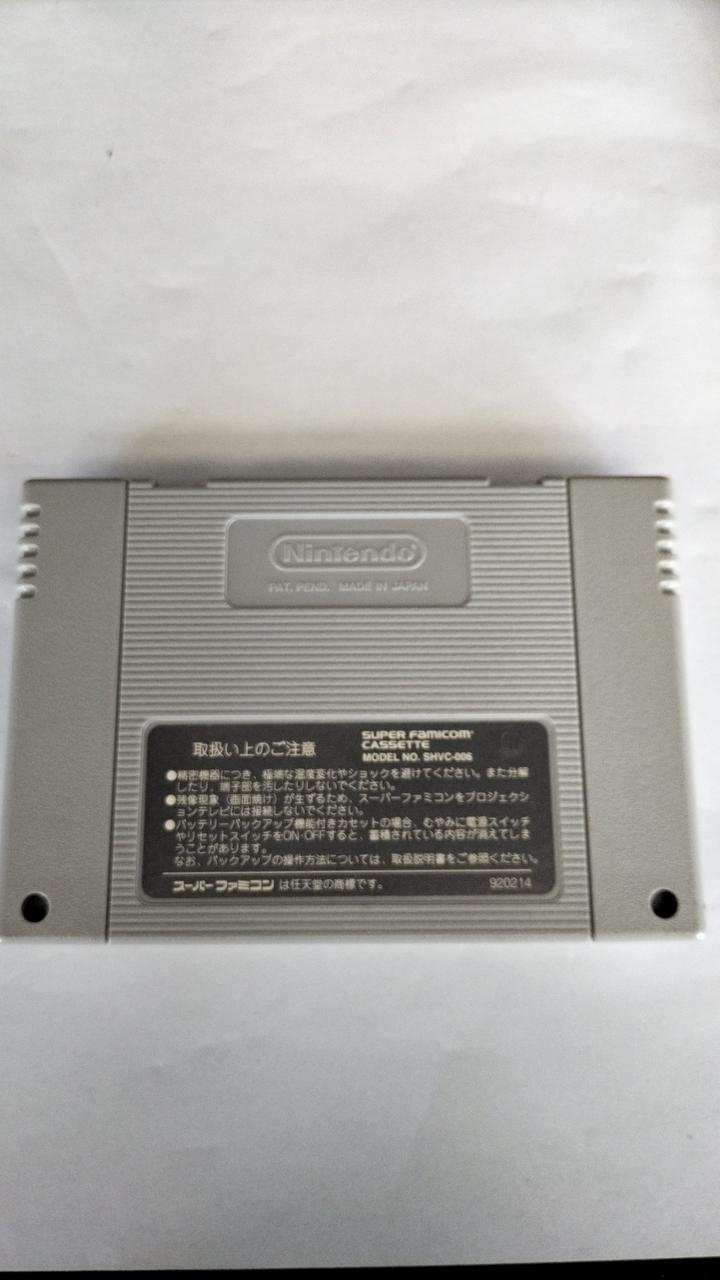 Nintendo
PAT. PEND. MADE IN JAPAN
取扱い上のご注意
SUPER FAMICOM
CASSETTE
MODEL NO. SHVC-006
●精密機器につき、極端な温度変化やショックを避けてください。また分解
したり、端子部を汚したりしないでください。
●残像現象（画面焼け）が生ずるため、スーパーファミコンをプロジェクシ
ョンテレビには接続しないでください。
●バッテリーバックアップ機能付きカセットの場合、むやみに電源スイッチ
やリセットスイッチをON・OFFすると、蓄積されている内容が消えてしま
うことがあります。
なお、バックアップの操作方法については、取扱説明書をご参照ください。
スーパーファミコン は任天堂の商標です。 920214